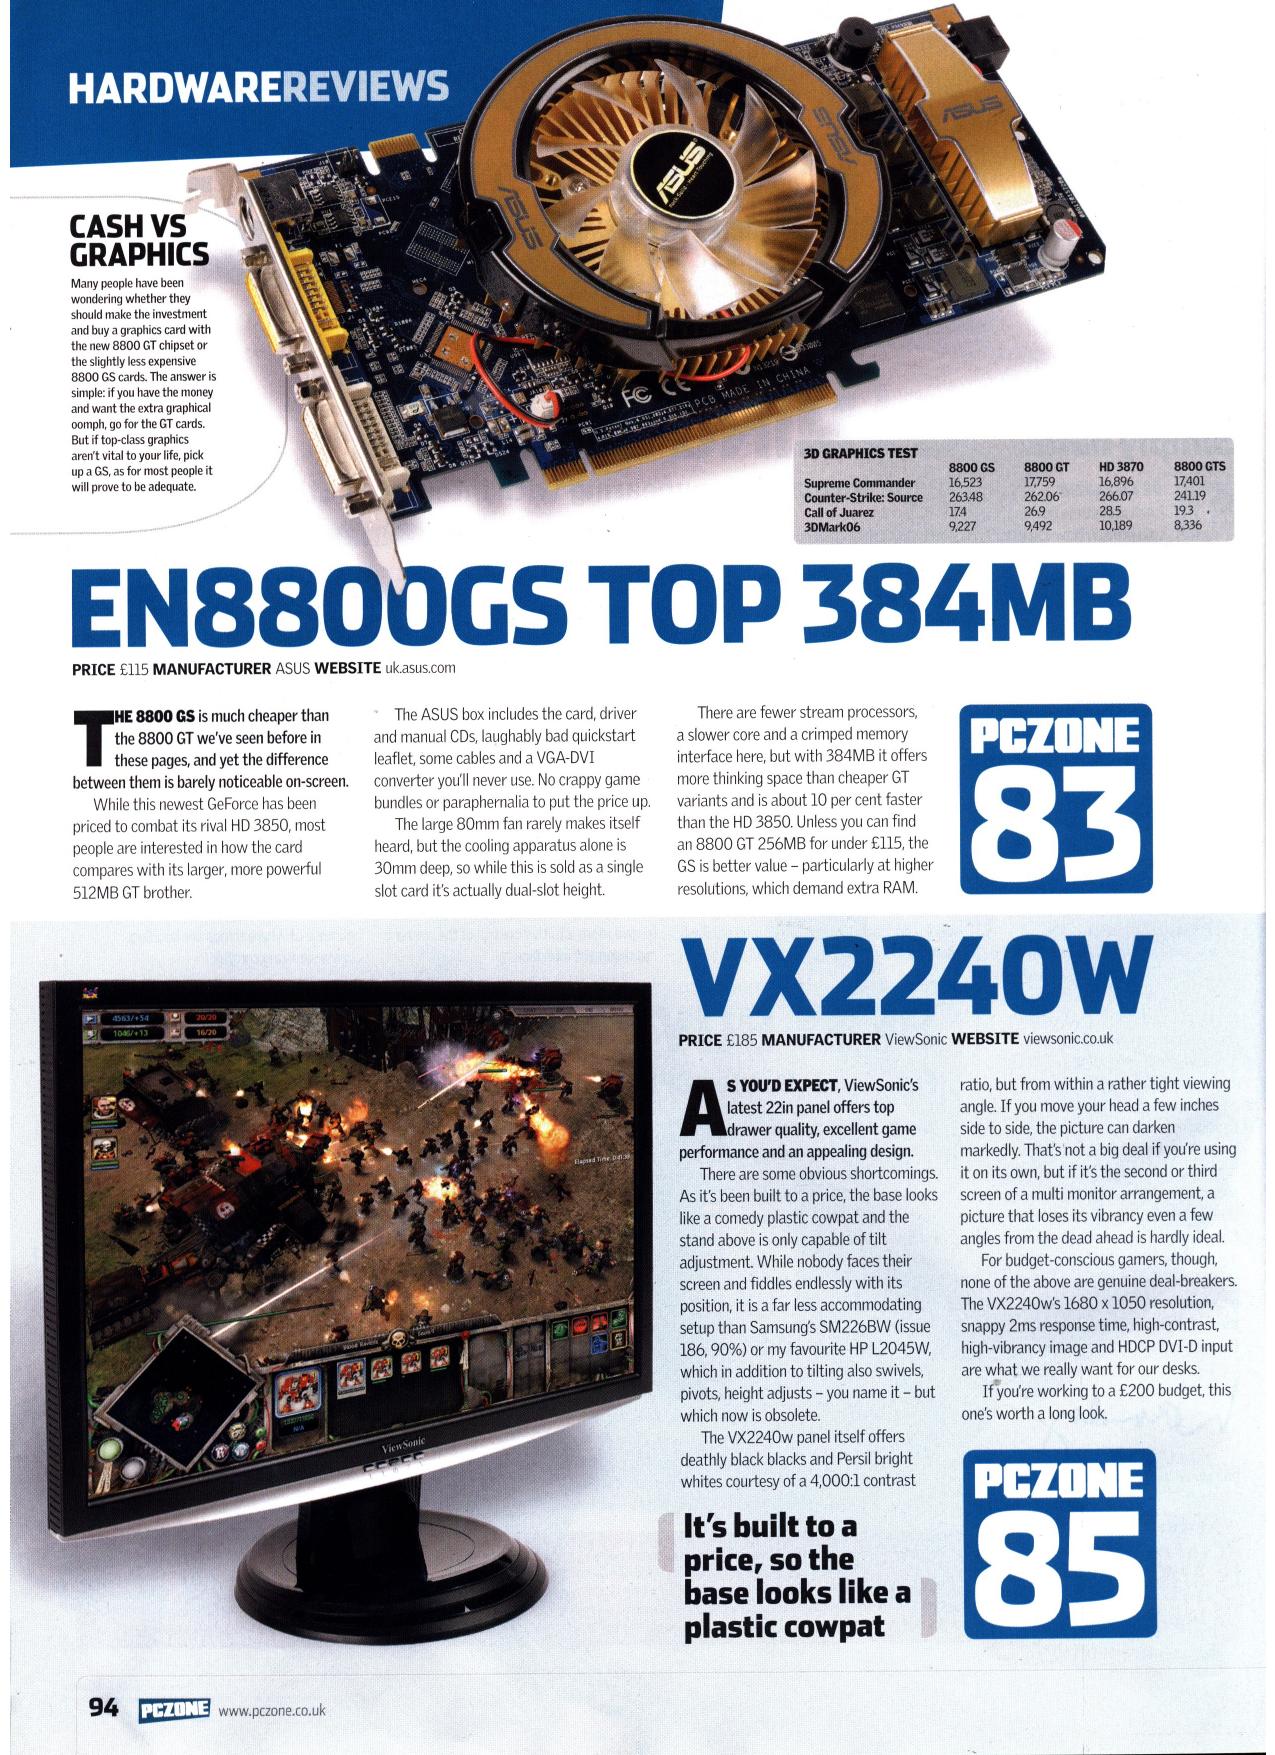 HARDWAREREVIEWS
CASH VS
GRAPHICS
Many people have been
wondering whether they
should make the investment
and buy a graphics card with
the new 8800 GT chipset or
the slightly less expensive
8800 GS cards. The answer is
simple: if you have the money
and want the extra graphical
oomph, go for the GT cards.
But if top-class graphics
aren't vital to your life, pick
up a GS, as for most people it
will prove to be adequate.
ASUS
ASUS
ASUS
ASUS
FC CE PCB MADE IN CHINA
3D GRAPHICS TEST
8800 GS 8800 GT HD 3870 8800 GTS
Supreme Commander 16,523 17,759 16,896 17,401
Counter-Strike: Source 263.48 262.06 266.07 241.19
Call of Juarez 17.4 26.9 28.5 19.3
3DMark06 9,227 9,492 10,189 8,336
EN8800GS TOP 384MB
PRICE £115 MANUFACTURER ASUS WEBSITE uk.asus.com
THE 8800 GS is much cheaper than
the 8800 GT we've seen before in
these pages, and yet the difference
between them is barely noticeable on-screen.
While this newest GeForce has been
priced to combat its rival HD 3850, most
people are interested in how the card
compares with its larger, more powerful
512MB GT brother.
The ASUS box includes the card, driver
and manual CDs, laughably bad quickstart
leaflet, some cables and a VGA-DVI
converter you'll never use. No crappy game
bundles or paraphernalia to put the price up.
The large 80mm fan rarely makes itself
heard, but the cooling apparatus alone is
30mm deep, so while this is sold as a single
slot card it's actually dual-slot height.
There are fewer stream processors,
a slower core and a crimped memory
interface here, but with 384MB it offers
more thinking space than cheaper GT
variants and is about 10 per cent faster
than the HD 3850. Unless you can find
an 8800 GT 256MB for under £115, the
GS is better value – particularly at higher
resolutions, which demand extra RAM.
PCZONE
83
VX2240W
PRICE £185 MANUFACTURER ViewSonic WEBSITE viewsonic.co.uk
AS YOU'D EXPECT, ViewSonic's
latest 22in panel offers top
drawer quality, excellent game
performance and an appealing design.
There are some obvious shortcomings.
As it's been built to a price, the base looks
like a comedy plastic cowpat and the
stand above is only capable of tilt
adjustment. While nobody faces their
screen and fiddles endlessly with its
position, it is a far less accommodating
setup than Samsung's SM226BW (issue
186, 90%) or my favourite HP L2045W,
which in addition to tilting also swivels,
pivots, height adjusts – you name it – but
which now is obsolete.
The VX2240w panel itself offers
deathly black blacks and Persil bright
whites courtesy of a 4,000:1 contrast
ratio, but from within a rather tight viewing
angle. If you move your head a few inches
side to side, the picture can darken
markedly. That's not a big deal if you're using
it on its own, but if it's the second or third
screen of a multi monitor arrangement, a
picture that loses its vibrancy even a few
angles from the dead ahead is hardly ideal.
For budget-conscious gamers, though,
none of the above are genuine deal-breakers.
The VX2240w's 1680 x 1050 resolution,
snappy 2ms response time, high-contrast,
high-vibrancy image and HDCP DVI-D input
are what we really want for our desks.
If you're working to a £200 budget, this
one's worth a long look.
It's built to a
price, so the
base looks like a
plastic cowpat
PCZONE
85
4563/+54 20/20
1046/+13 16/20
ViewSonic
94 PCZONE www.pczone.co.uk